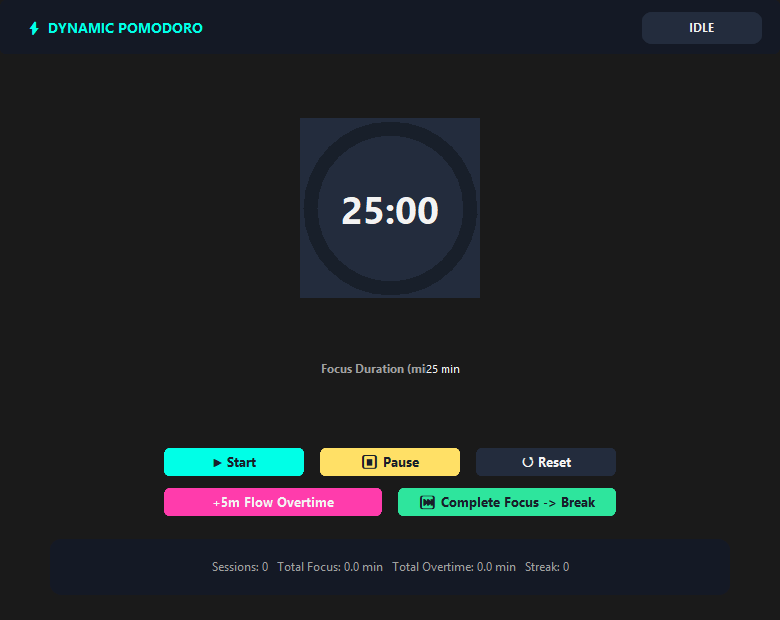 DYNAMIC POMODORO
IDLE
25:00
Focus Duration (mi25 min
Start
Pause
Reset
+5m Flow Overtime
Complete Focus -> Break
Sessions: 0 Total Focus: 0.0 min Total Overtime: 0.0 min Streak: 0